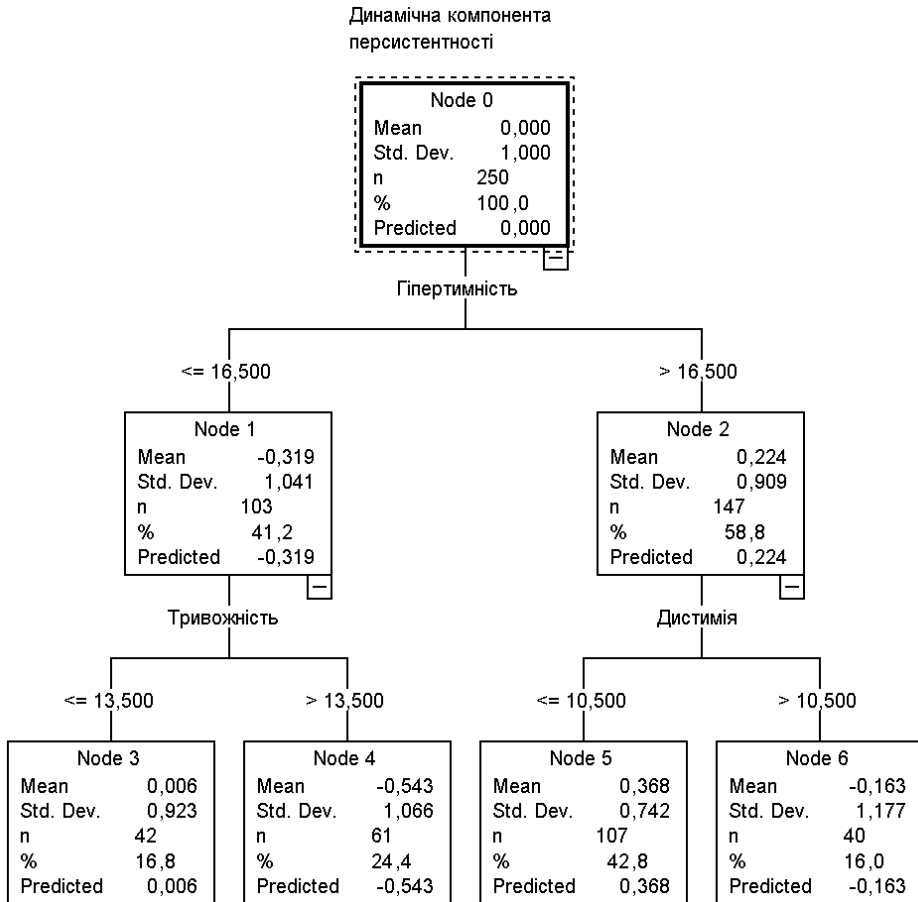 Динамічна компонента
персистентності
Node 0
Mean 0,000
Std. Dev. 1,000
n 250
% 100,0
Predicted 0,000
Гіпертимність
<= 16,500
> 16,500
Node 1
Mean -0,319
Std. Dev. 1,041
n 103
% 41,2
Predicted -0,319
Node 2
Mean 0,224
Std. Dev. 0,909
n 147
% 58,8
Predicted 0,224
Тривожність
Дистимія
<= 13,500
> 13,500
<= 10,500
> 10,500
Node 3
Mean 0,006
Std. Dev. 0,923
n 42
% 16,8
Predicted 0,006
Node 4
Mean -0,543
Std. Dev. 1,066
n 61
% 24,4
Predicted -0,543
Node 5
Mean 0,368
Std. Dev. 0,742
n 107
% 42,8
Predicted 0,368
Node 6
Mean -0,163
Std. Dev. 1,177
n 40
% 16,0
Predicted -0,163